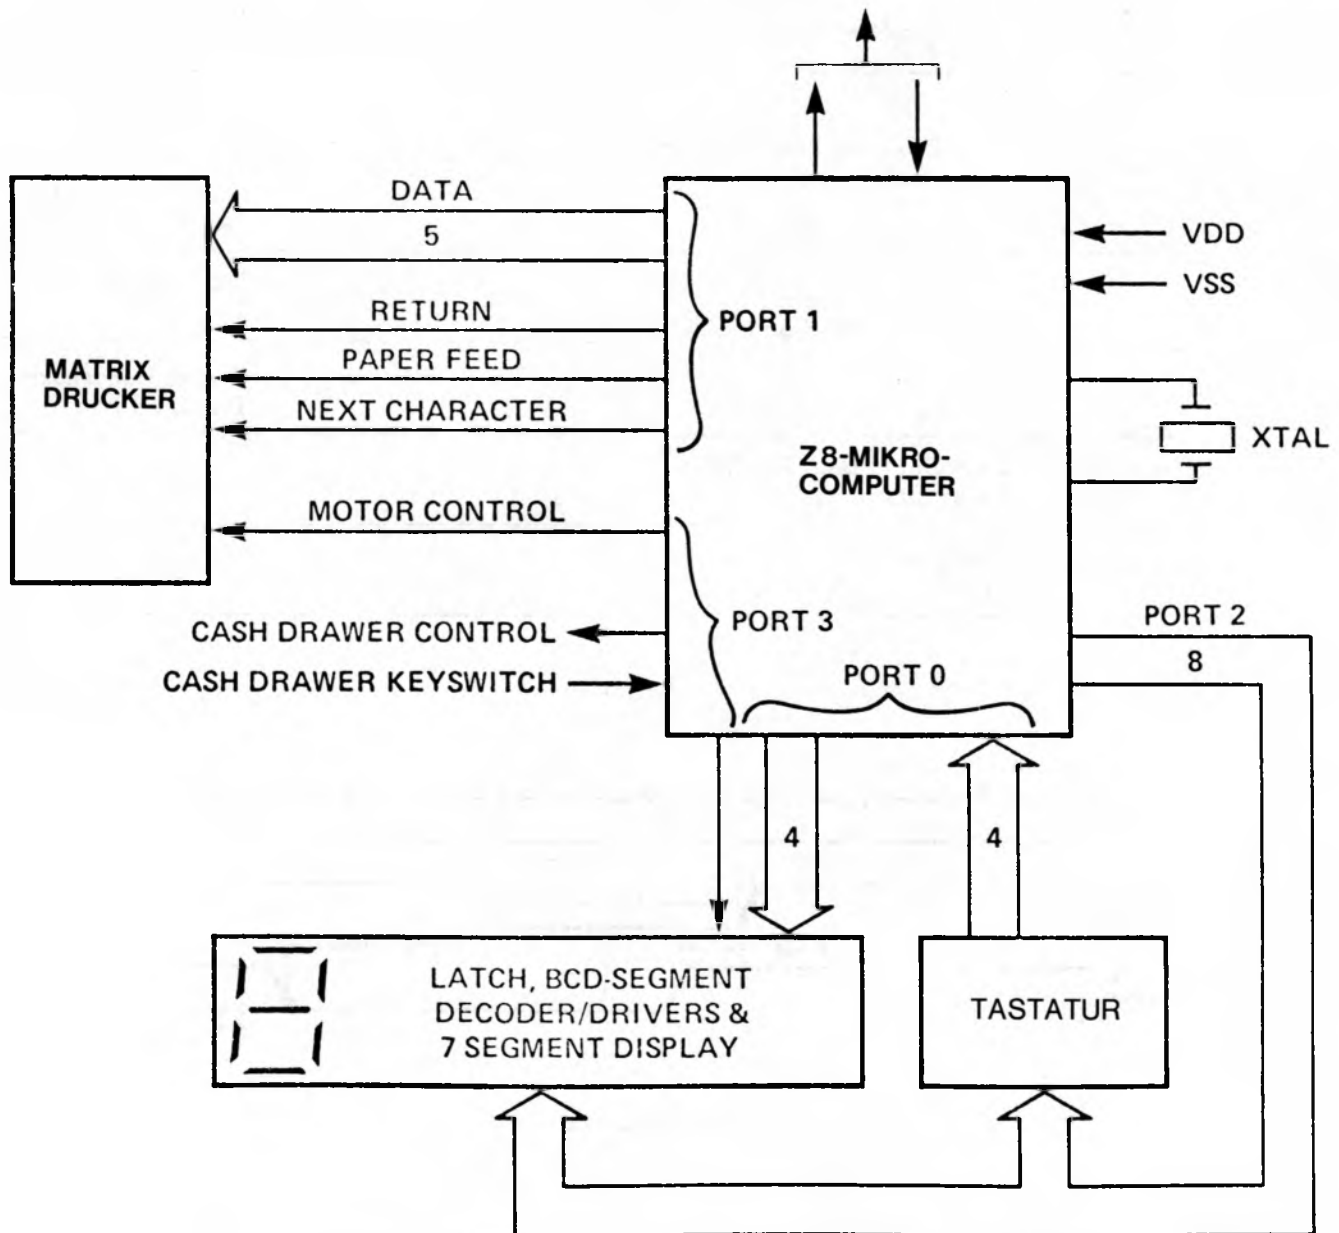 DATA
5
RETURN
PAPER FEED
NEXT CHARACTER
MOTOR CONTROL
CASH DRAWER CONTROL
CASH DRAWER KEYSWITCH
MATRIX
DRUCKER
PORT 1
PORT 3
PORT 0
Z8-MIKRO-
COMPUTER
VDD
VSS
XTAL
PORT 2
8
4
4
LATCH, BCD-SEGMENT
DECODER/DRIVERS &
7 SEGMENT DISPLAY
TASTATUR